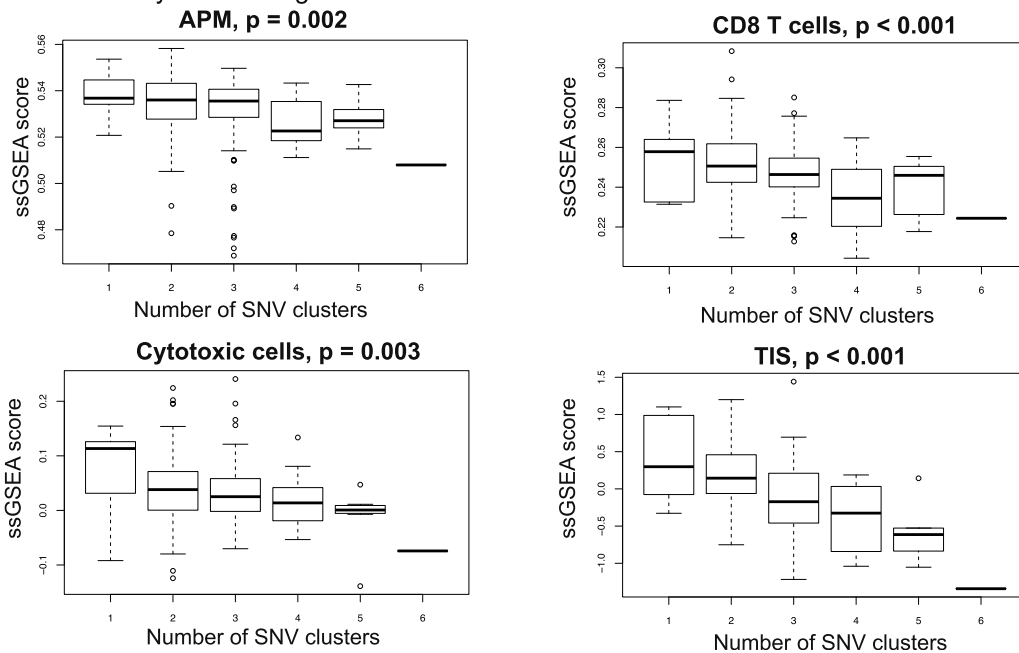 APM, p = 0.002
ssGSEA score
0.56
0.54
0.52
0.50
0.48
1 2 3 4 5 6
Number of SNV clusters
CD8 T cells, p < 0.001
ssGSEA score
0.30
0.28
0.26
0.24
0.22
1 2 3 4 5 6
Number of SNV clusters
Cytotoxic cells, p = 0.003
ssGSEA score
0.2
0.1
0.0
−0.1
1 2 3 4 5 6
Number of SNV clusters
TIS, p < 0.001
ssGSEA score
1.5
1.0
0.5
0.0
−0.5
−1.0
1 2 3 4 5 6
Number of SNV clusters